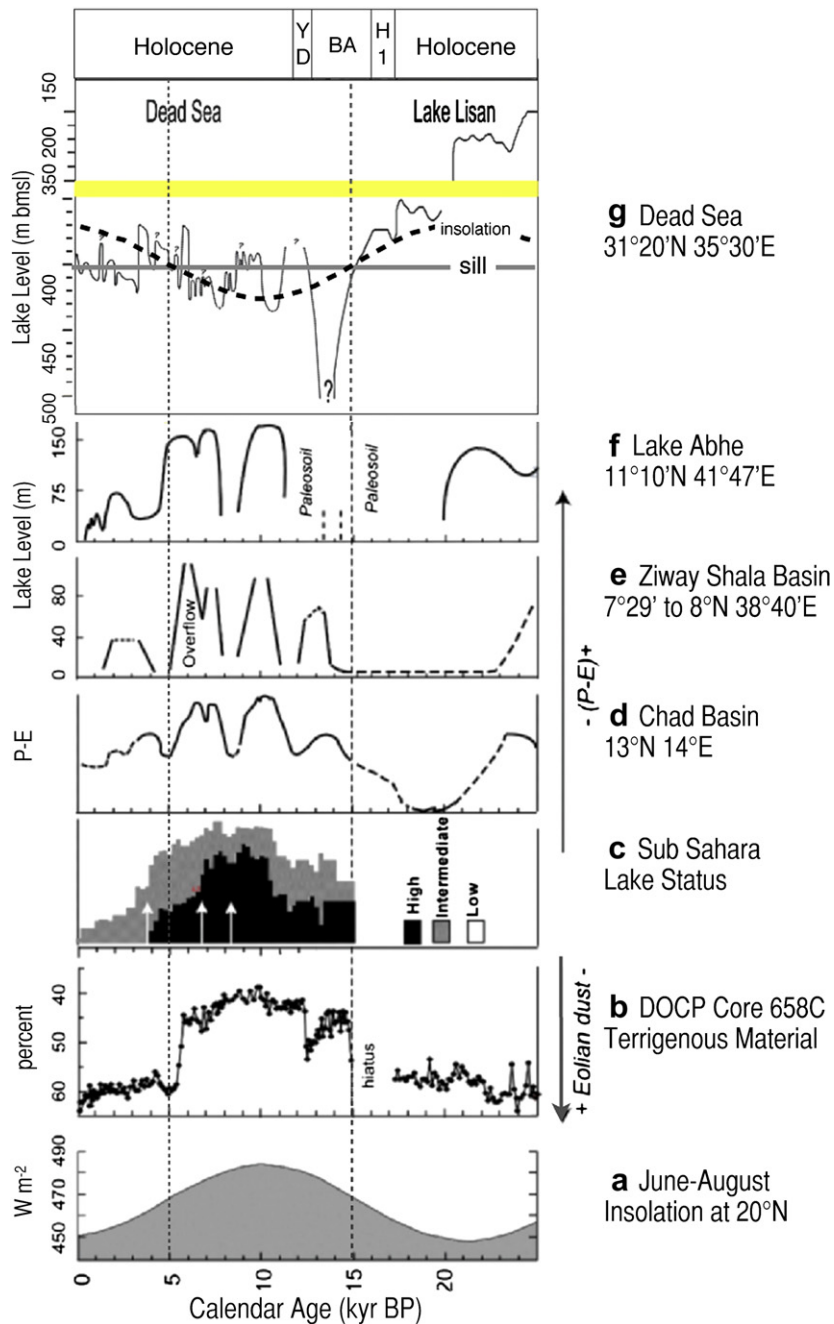 Holocene
Y D
BA
H 1
Holocene
Dead Sea
Lake Lisan
150
200
350
400
450
500
Lake Level (m bmsl)
?
?
?
?
?
?
?
insolation
sill
g Dead Sea
31°20'N 35°30'E
150
75
0
Lake Level (m)
Paleosoil
Paleosoil
f Lake Abhe
11°10'N 41°47'E
80
40
0
Overflow
e Ziway Shala Basin
7°29' to 8°N 38°40'E
- (P-E)+
P-E
d Chad Basin
13°N 14°E
High
Intermediate
Low
c Sub Sahara
Lake Status
40
50
60
percent
hiatus
+ Eolian dust -
b DOCP Core 658C
Terrigenous Material
490
470
450
W m-2
a June-August
Insolation at 20°N
0
5
10
15
20
Calendar Age (kyr BP)